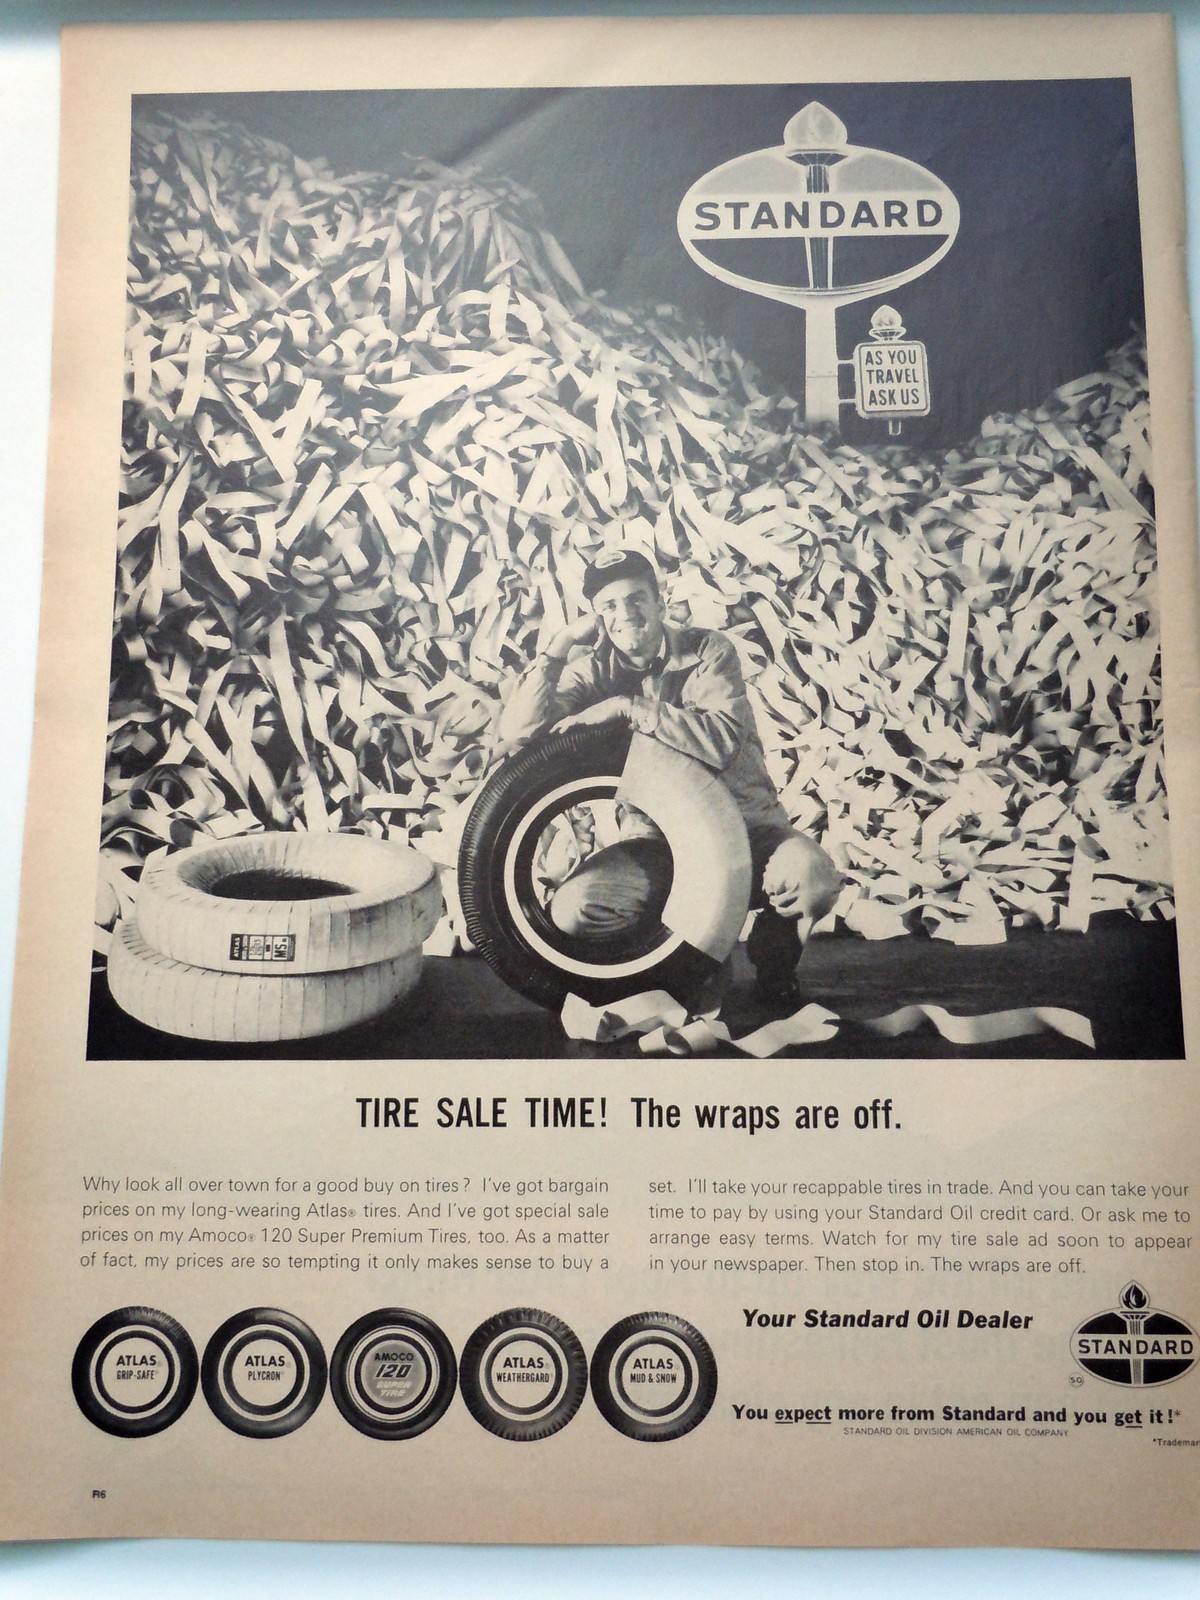 STANDARD
AS YOU
TRAVEL
ASK US
ATLAS
MS
TIRE SALE TIME! The wraps are off.
Why look all over town for a good buy on tires? I've got bargain
prices on my long-wearing Atlas® tires. And I've got special sale
prices on my Amoco® 120 Super Premium Tires, too. As a matter
of fact, my prices are so tempting it only makes sense to buy a
set. I'll take your recappable tires in trade. And you can take your
time to pay by using your Standard Oil credit card. Or ask me to
arrange easy terms. Watch for my tire sale ad soon to appear
in your newspaper. Then stop in. The wraps are off.
ATLAS®
GRIP-SAFE®
ATLAS®
PLYCRON®
AMOCO
120
SUPER
TIRE
ATLAS®
WEATHERGARD®
ATLAS®
MUD & SNOW
Your Standard Oil Dealer
STANDARD
SO
You expect more from Standard and you get it!*
STANDARD OIL DIVISION AMERICAN OIL COMPANY
*Tradema
R6